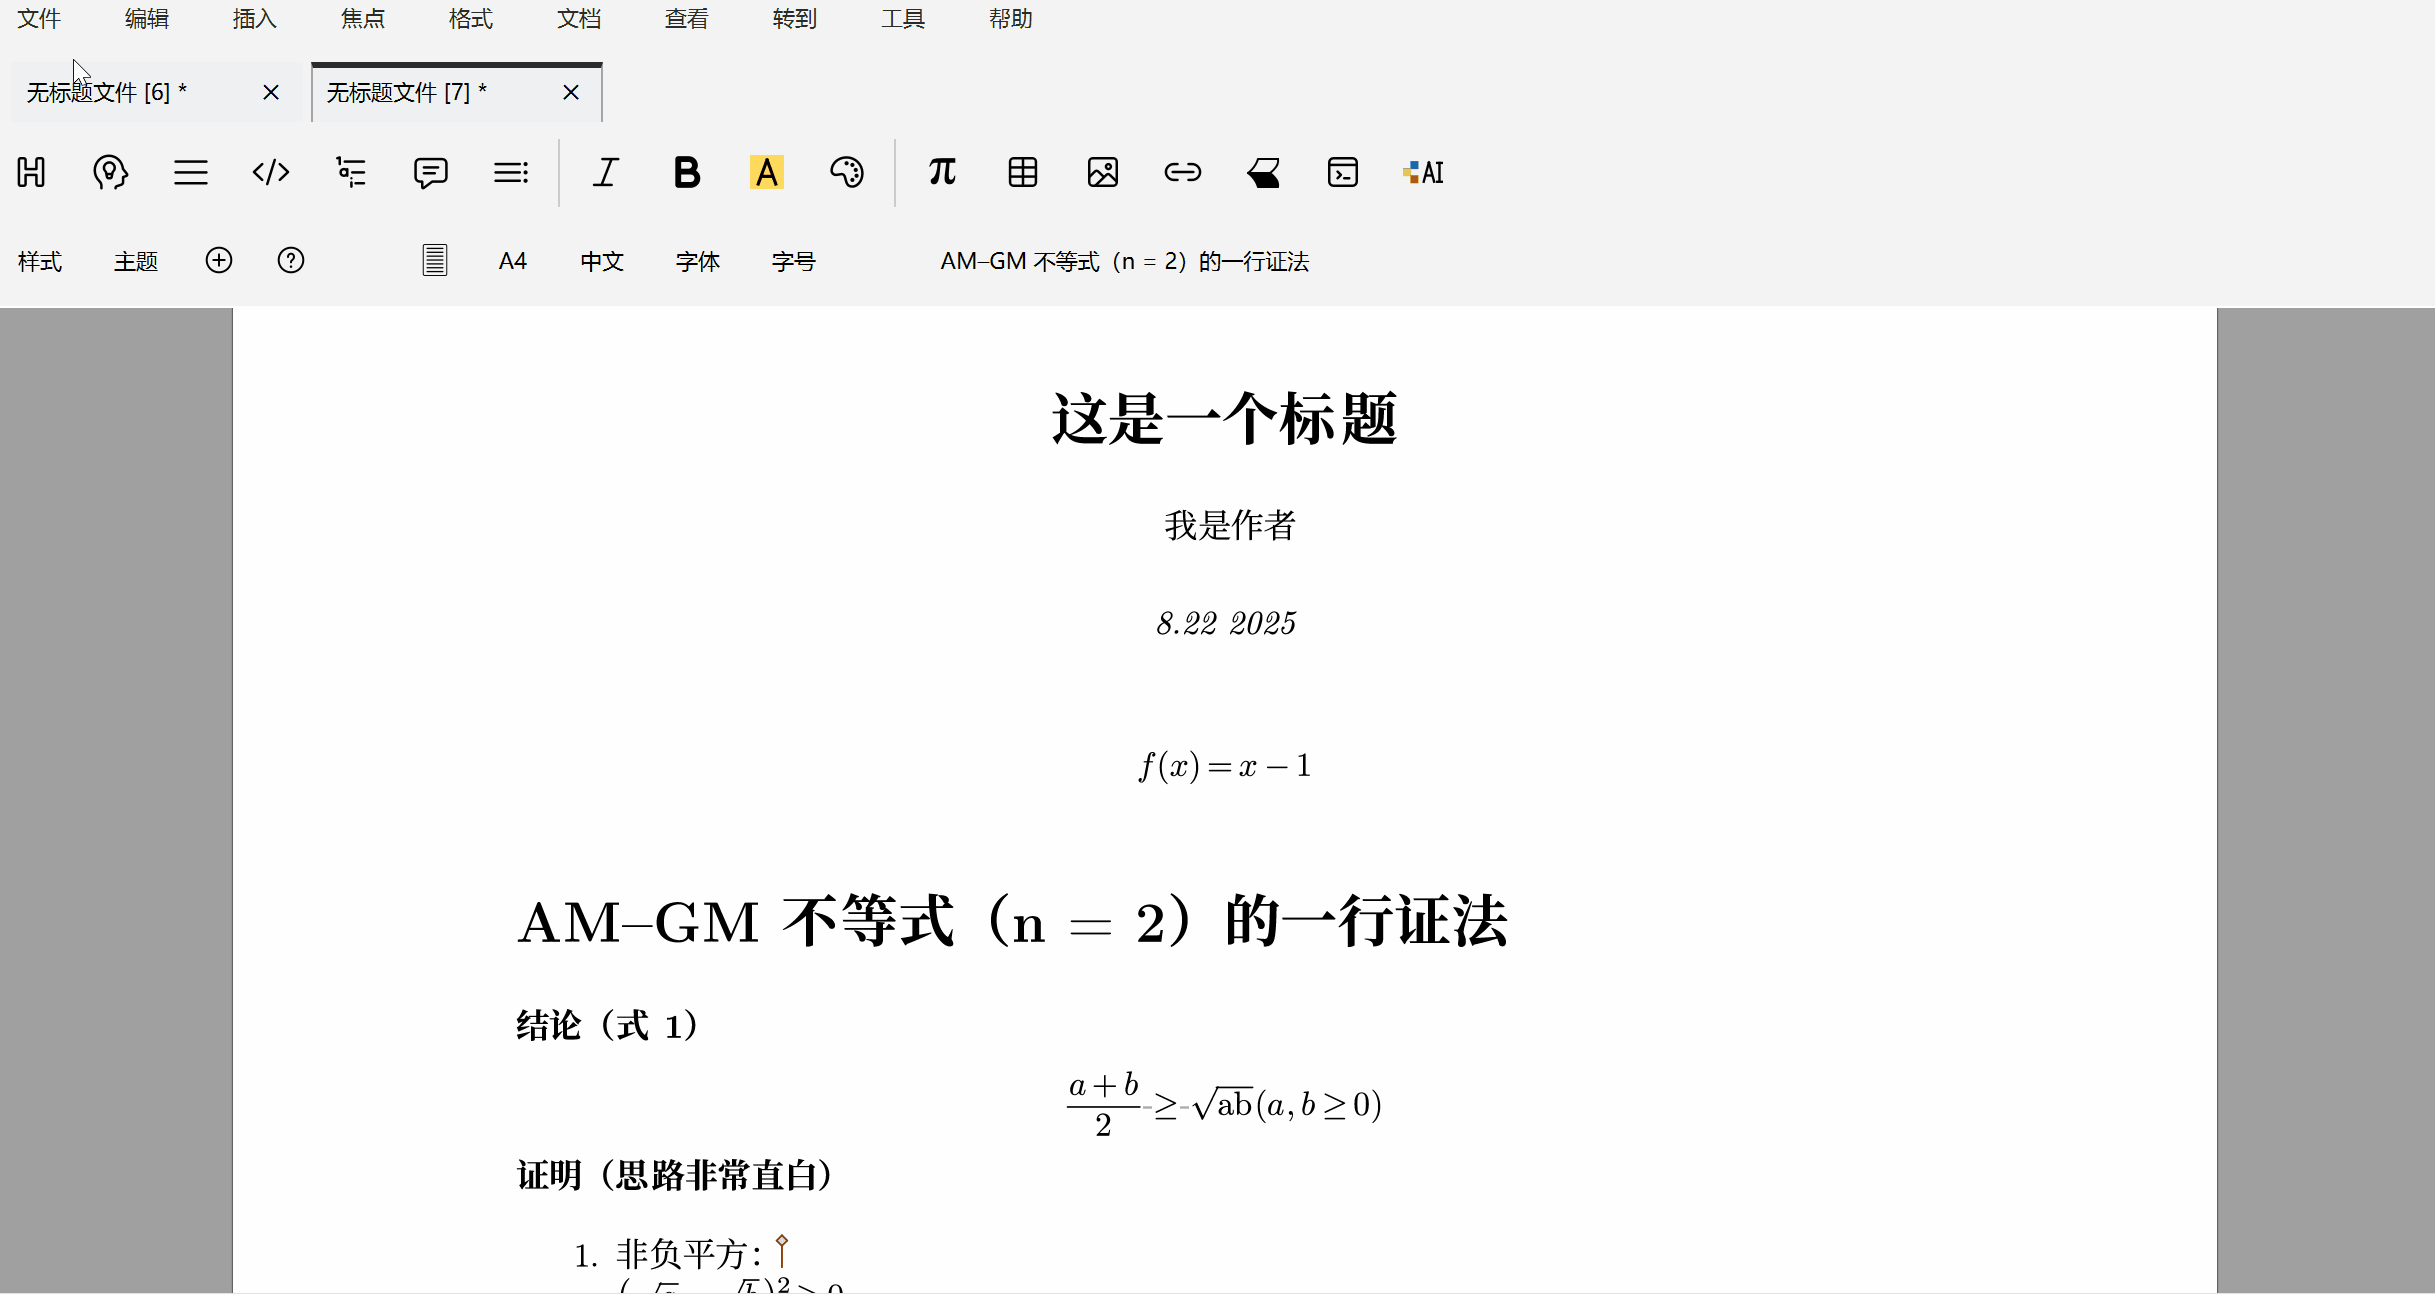 文件 编辑 插入 焦点 格式 文档 查看 转到 工具 帮助
无标题文件 [6] * 无标题文件 [7] *
AI
样式 主题 A4 中文 字体 字号 AM–GM 不等式（n = 2）的一行证法
这是一个标题
我是作者
8.22 2025
f(x) = x − 1
AM–GM 不等式（n = 2）的一行证法
结论（式 1）
(a + b)/2 ≥ √ab (a, b ≥ 0)
证明（思路非常直白）
1. 非负平方：